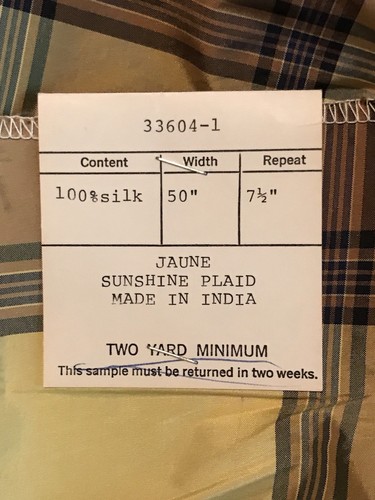 33604-1
Content Width Repeat
100%silk 50" 7½"
JAUNE
SUNSHINE PLAID
MADE IN INDIA
TWO YARD MINIMUM
This sample must be returned in two weeks.